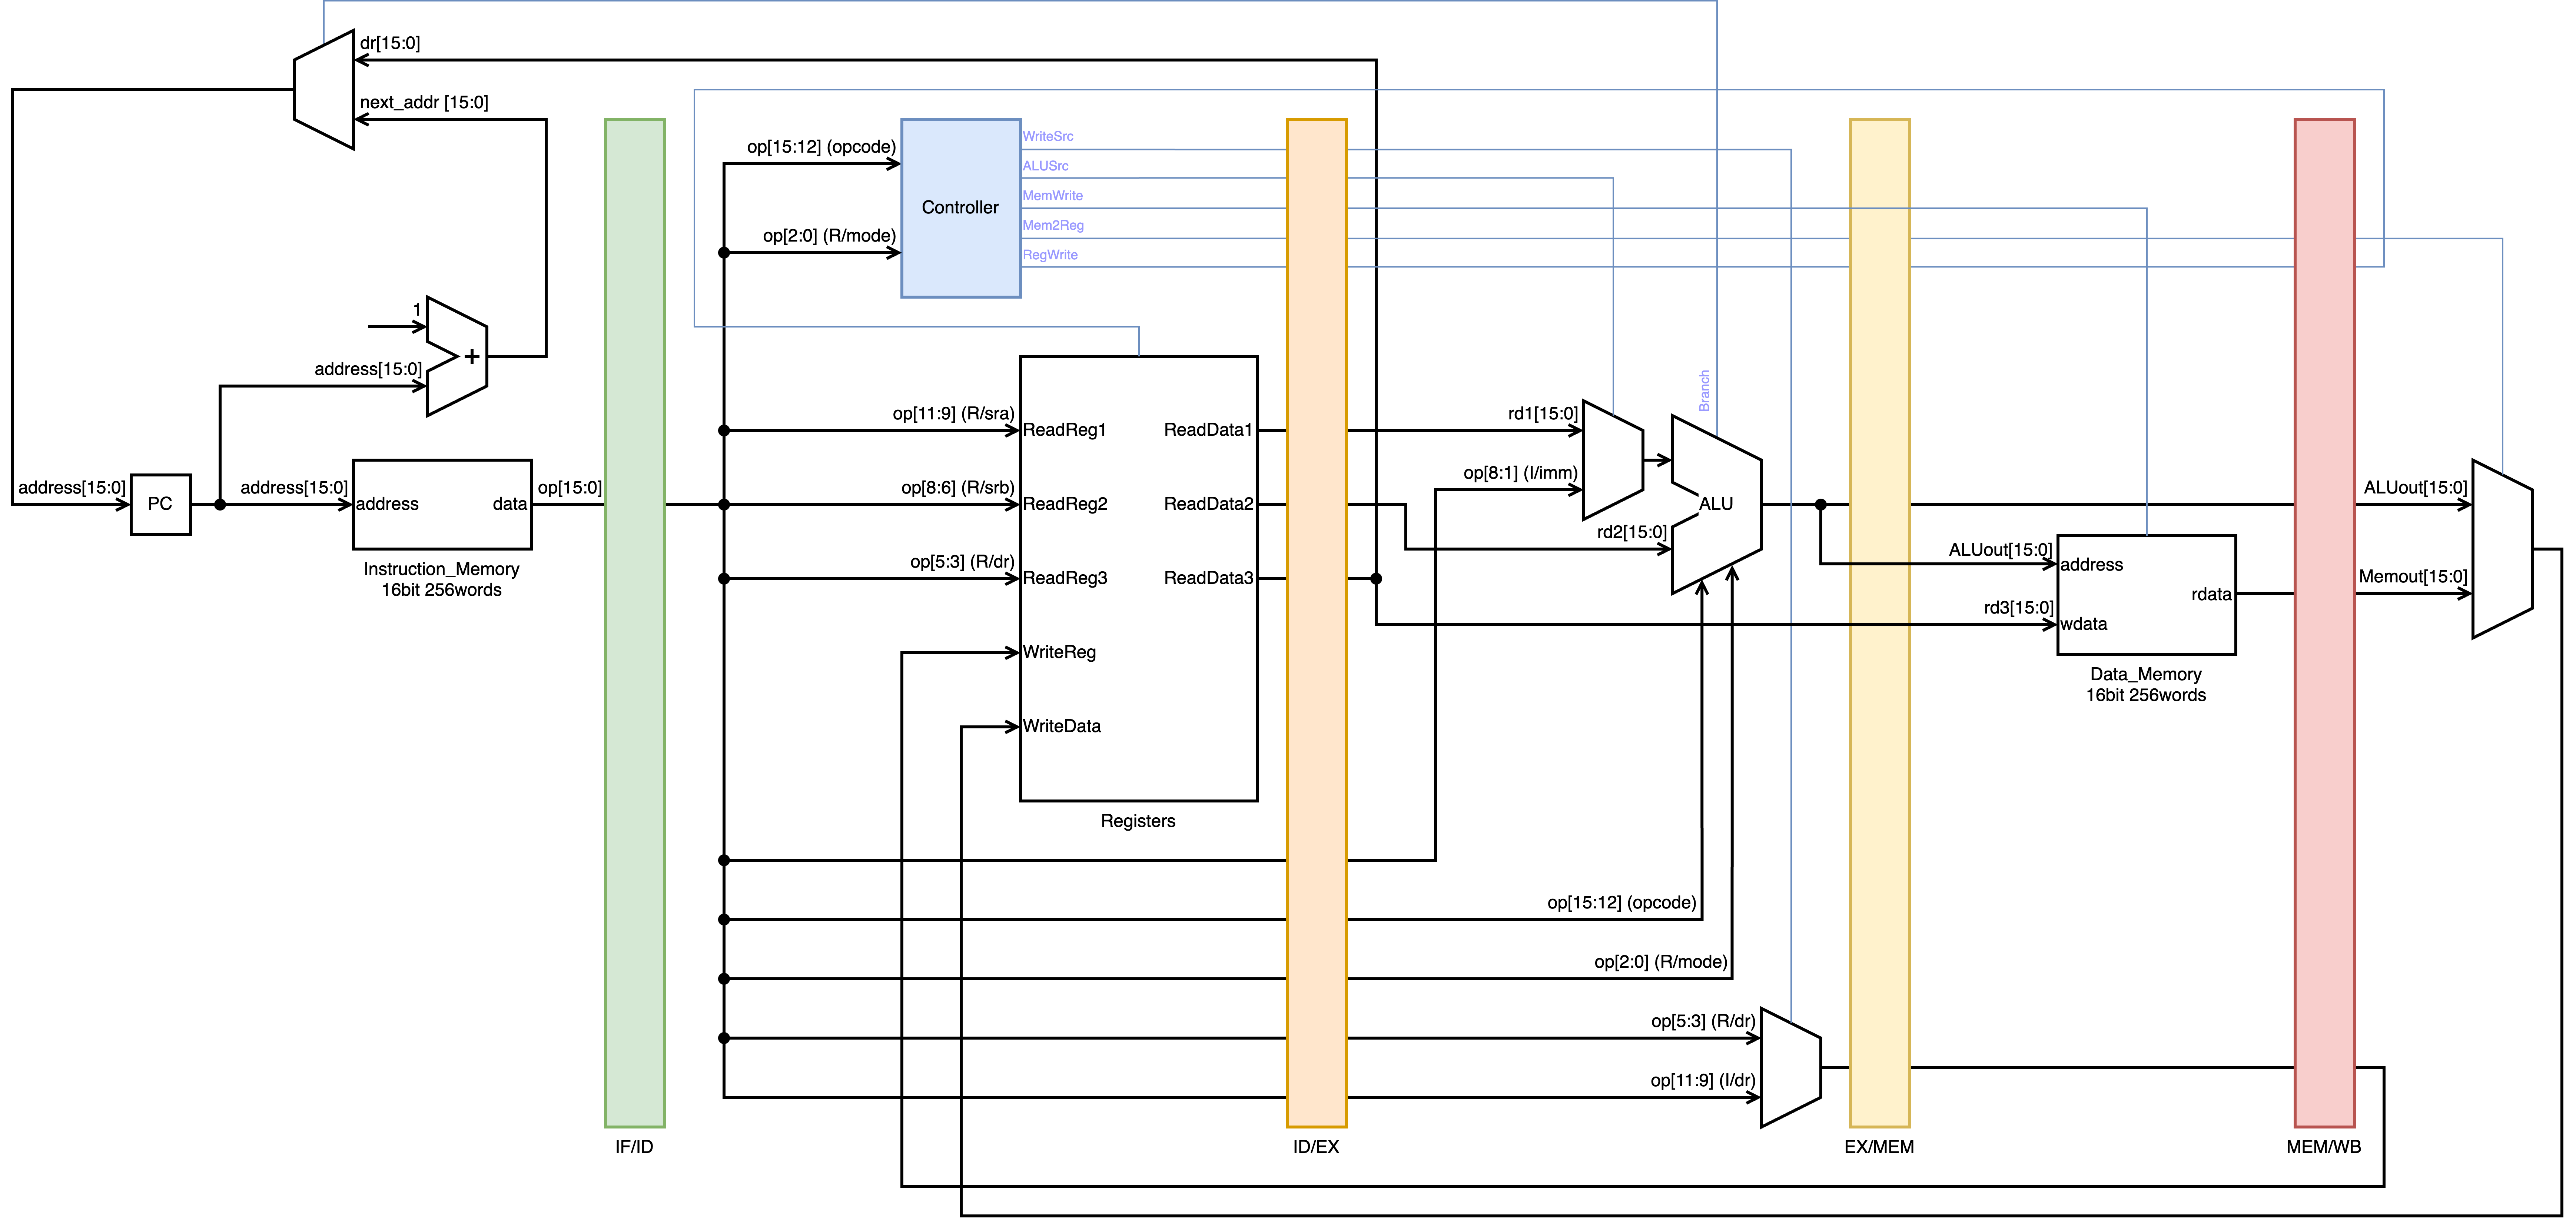 dr[15:0]
next_addr [15:0]
1
+
address[15:0]
address[15:0]
PC
address[15:0]
address
data
Instruction_Memory
16bit 256words
op[15:0]
IF/ID
op[15:12] (opcode)
op[2:0] (R/mode)
Controller
WriteSrc
ALUSrc
MemWrite
Mem2Reg
RegWrite
op[11:9] (R/sra)
op[8:6] (R/srb)
op[5:3] (R/dr)
ReadReg1
ReadReg2
ReadReg3
WriteReg
WriteData
ReadData1
ReadData2
ReadData3
Registers
ID/EX
rd1[15:0]
op[8:1] (I/imm)
rd2[15:0]
Branch
ALU
op[15:12] (opcode)
op[2:0] (R/mode)
op[5:3] (R/dr)
op[11:9] (I/dr)
EX/MEM
ALUout[15:0]
rd3[15:0]
address
wdata
rdata
Data_Memory
16bit 256words
MEM/WB
ALUout[15:0]
Memout[15:0]